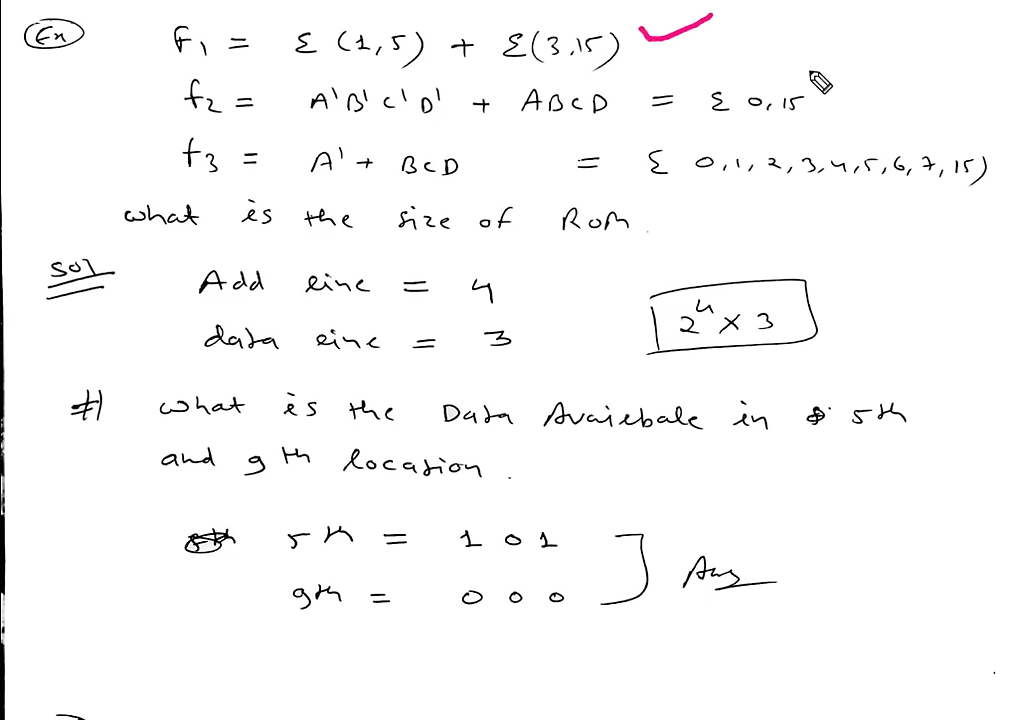 Ex F1 = Σ (1,5) + Σ(3,15)
f2 = A'B'C'D' + ABCD = Σ 0,15
f3 = A' + BCD = Σ 0,1,2,3,4,5,6,7,15)
what is the size of ROM.
Sol Add line = 4
data line = 3 2^4 × 3
# what is the Data Avaiebale in 5th
and 9th location.
5th = 1 0 1
9th = 0 0 0 Ans